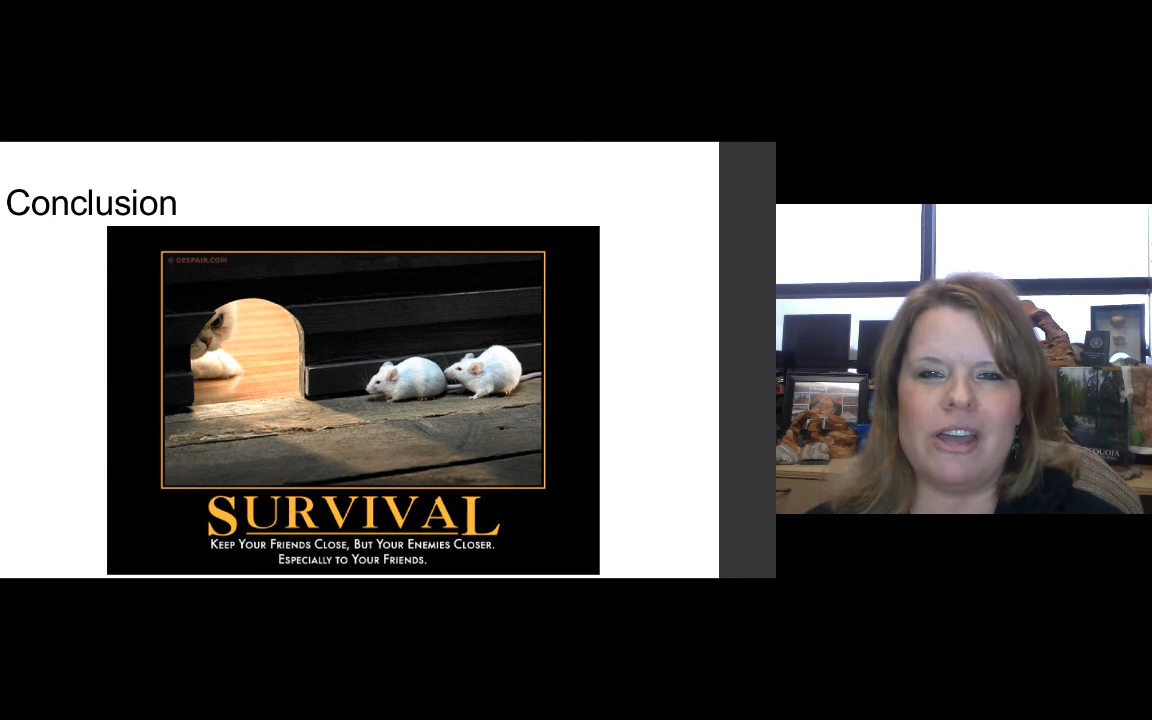 Conclusion
© DESPAIR.COM
SURVIVAL
KEEP YOUR FRIENDS CLOSE, BUT YOUR ENEMIES CLOSER.
ESPECIALLY TO YOUR FRIENDS.